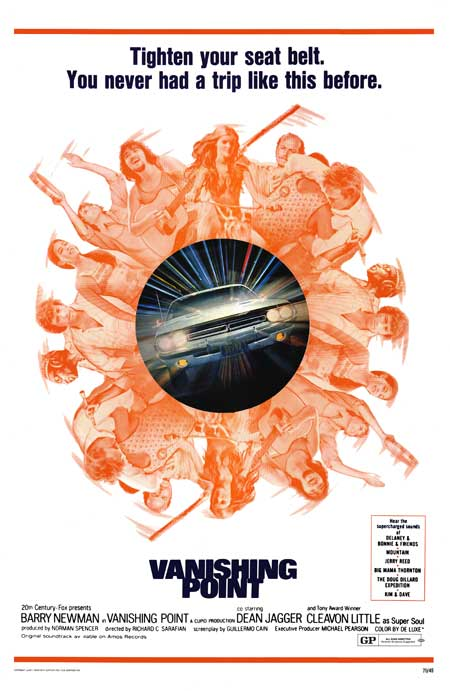 Tighten your seat belt.
You never had a trip like this before.
Hear the
supercharged sounds
of
DELANEY &
BONNIE & FRIENDS
MOUNTAIN
JERRY REED
BIG MAMA THORNTON
THE DOUG DILLARD
EXPEDITION
KIM & DAVE
VANISHING
POINT
20th Century-Fox presents co starring and Tony Award Winner
BARRY NEWMAN in VANISHING POINT A CUPID PRODUCTION DEAN JAGGER CLEAVON LITTLE as Super Soul
produced by NORMAN SPENCER directed by RICHARD C. SARAFIAN screenplay by GUILLERMO CAIN Executive Producer MICHAEL PEARSON COLOR BY DE LUXE®
Original soundtrack available on Amos Records
GP ALL AGES ADMITTED
71/48